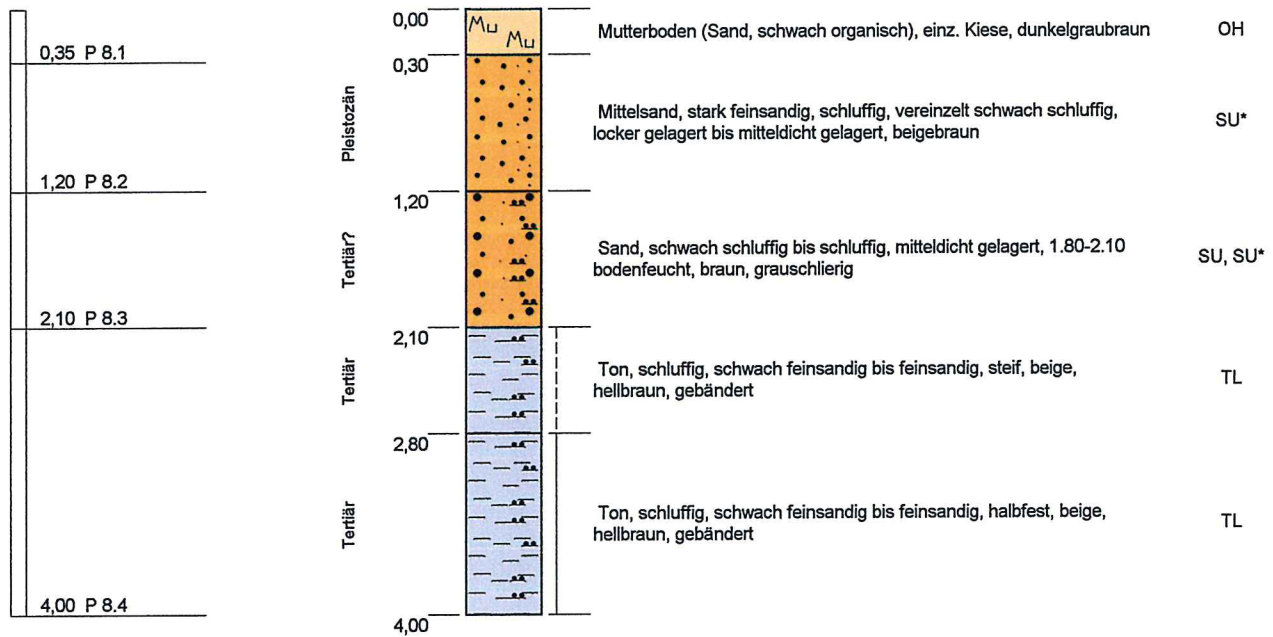 0,00
Mu
Mu
Mutterboden (Sand, schwach organisch), einz. Kiese, dunkelgraubraun
OH
0,35 P 8.1
0,30
Pleistozän
Mittelsand, stark feinsandig, schluffig, vereinzelt schwach schluffig,
locker gelagert bis mitteldicht gelagert, beigebraun
SU*
1,20 P 8.2
1,20
Tertiär?
Sand, schwach schluffig bis schluffig, mitteldicht gelagert, 1.80-2.10
bodenfeucht, braun, grauschlierig
SU, SU*
2,10 P 8.3
2,10
Tertiär
Ton, schluffig, schwach feinsandig bis feinsandig, steif, beige,
hellbraun, gebändert
TL
2,80
Tertiär
Ton, schluffig, schwach feinsandig bis feinsandig, halbfest, beige,
hellbraun, gebändert
TL
4,00 P 8.4
4,00